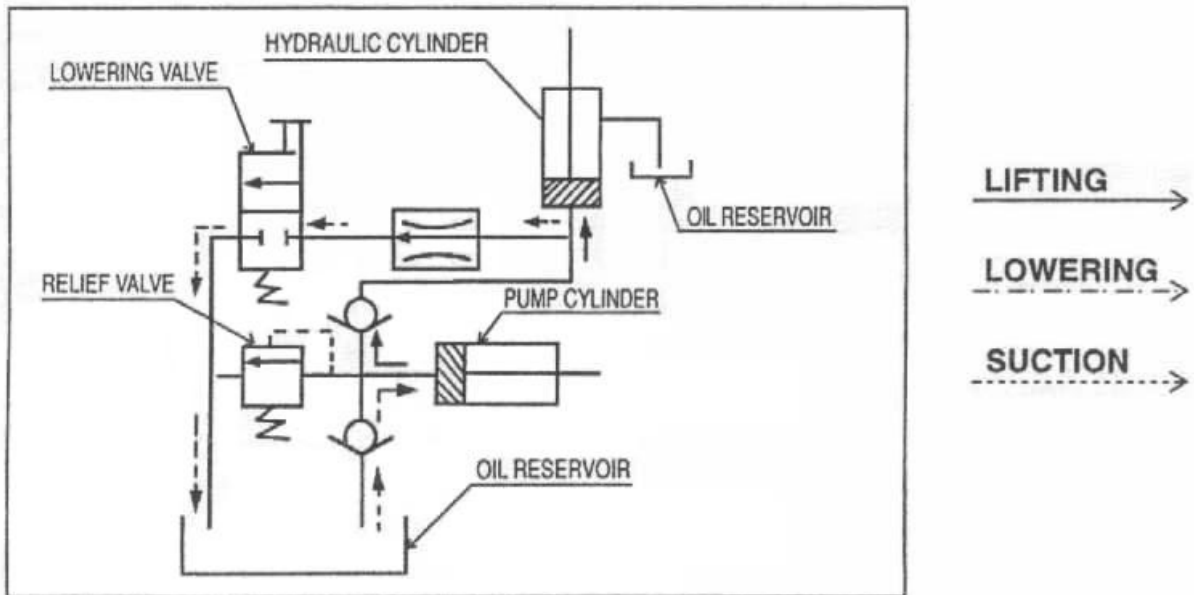 HYDRAULIC CYLINDER
LOWERING VALVE
OIL RESERVOIR
RELIEF VALVE
PUMP CYLINDER
OIL RESERVOIR
LIFTING
LOWERING
SUCTION